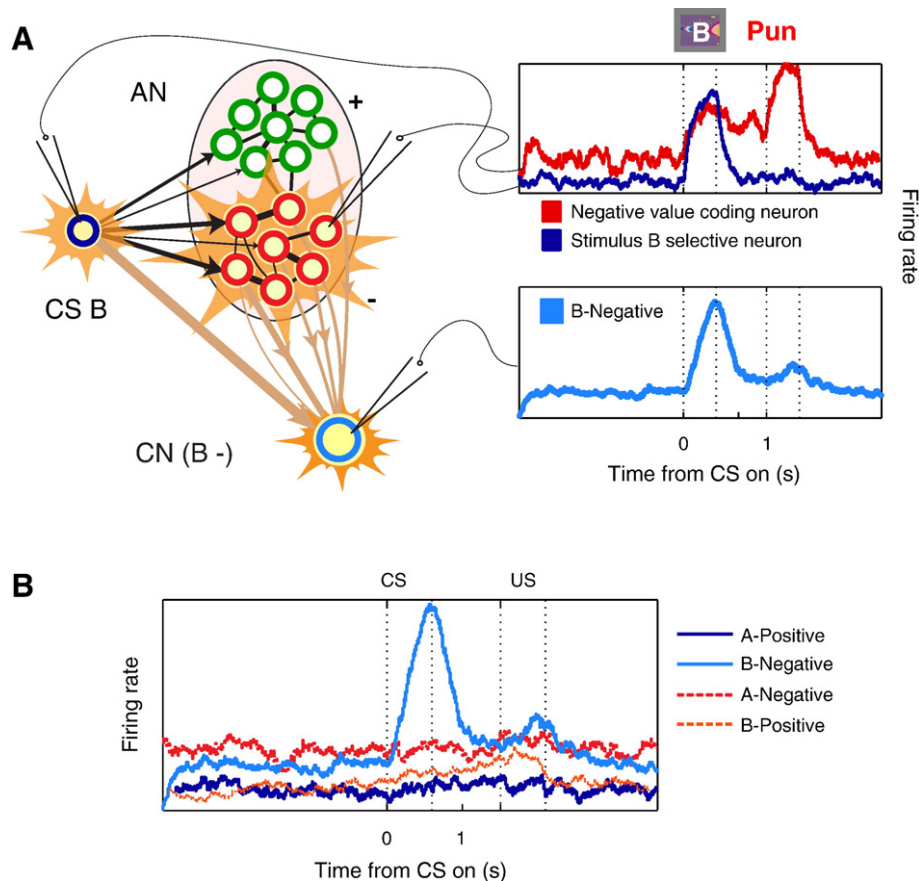 A
B
Pun
AN
+
CS B
-
CN (B -)
Negative value coding neuron
Stimulus B selective neuron
Firing rate
B-Negative
0 1
Time from CS on (s)
B
CS US
Firing rate
A-Positive
B-Negative
A-Negative
B-Positive
0 1
Time from CS on (s)